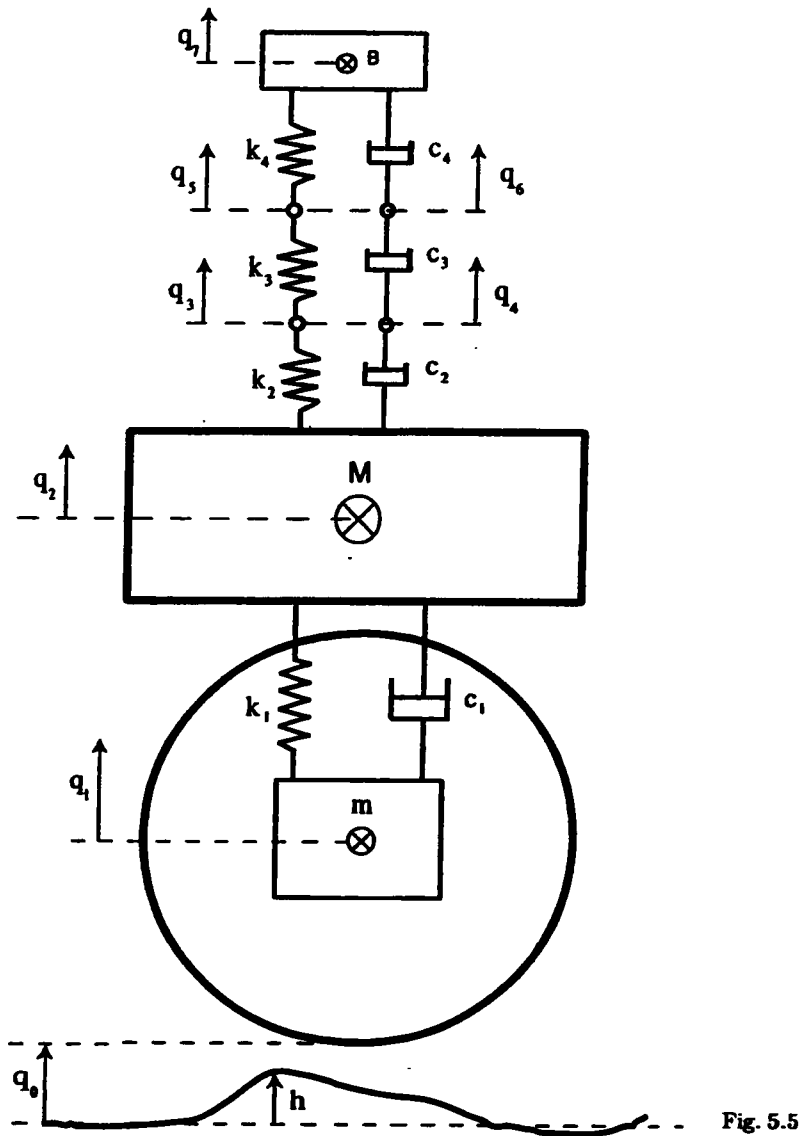 q₇
B
k₄
c₄
q₅
q₆
k₃
c₃
q₃
q₄
k₂
c₂
M
q₂
k₁
c₁
q₁
m
q₀
h
Fig. 5.5